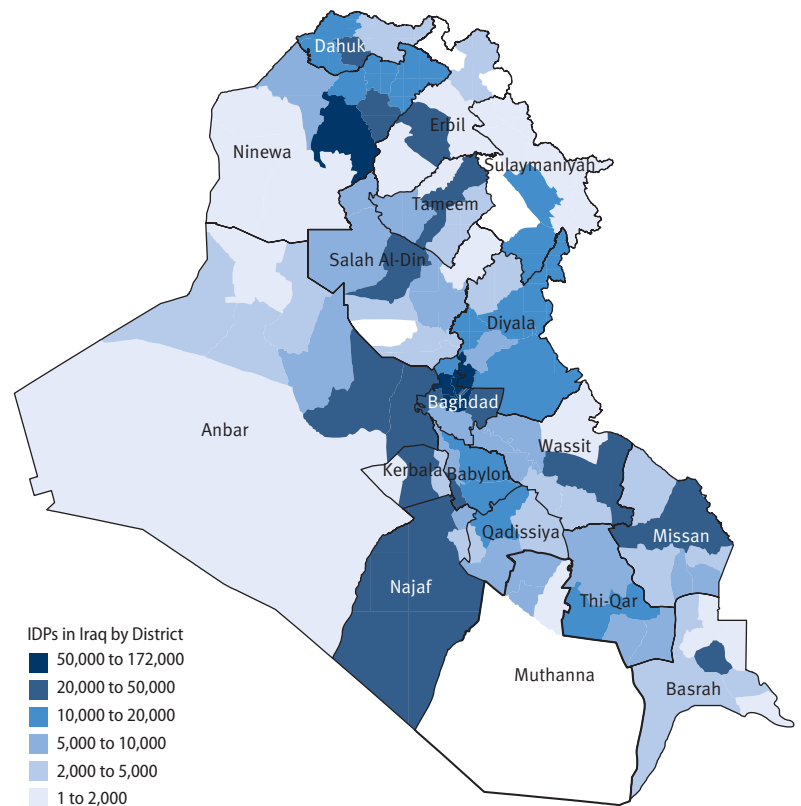 Dahuk
Erbil
Ninewa
Sulaymaniyah
Tameem
Salah Al-Din
Diyala
Baghdad
Anbar
Wassit
Kerbala
Babylon
Qadissiya
Missan
Najaf
Thi-Qar
Muthanna
Basrah
IDPs in Iraq by District
50,000 to 172,000
20,000 to 50,000
10,000 to 20,000
5,000 to 10,000
2,000 to 5,000
1 to 2,000